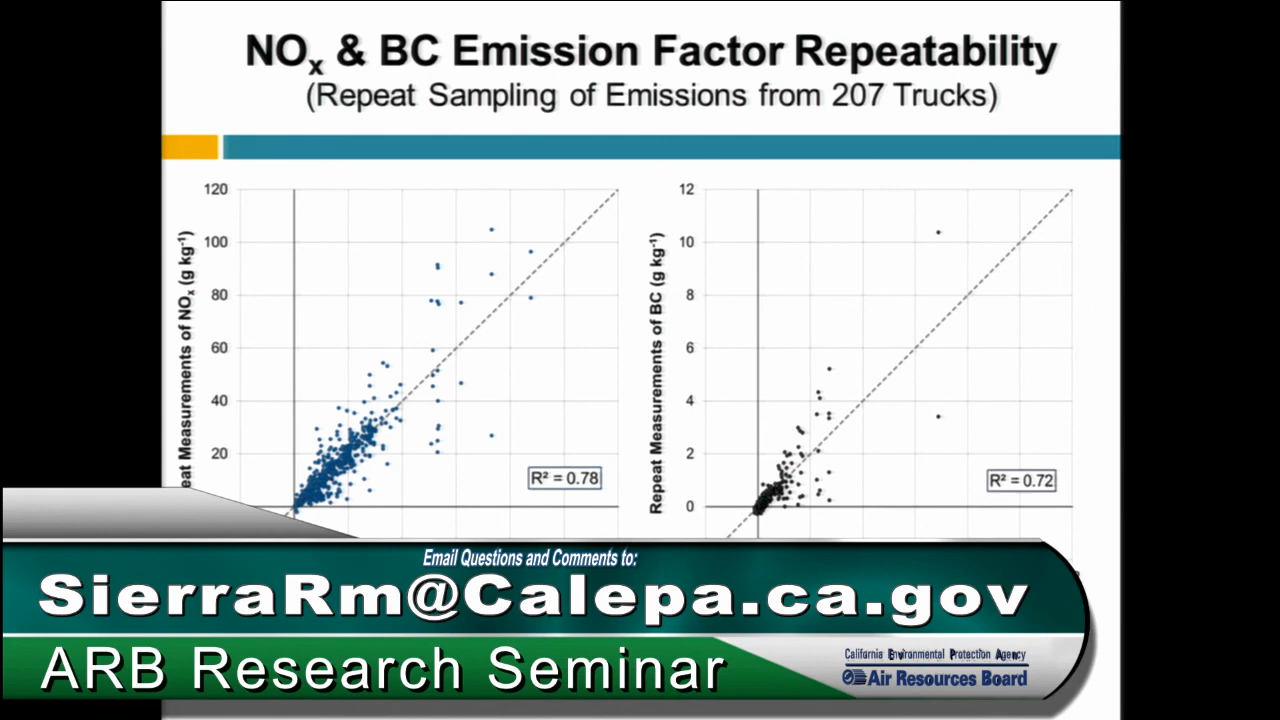 NOx & BC Emission Factor Repeatability
(Repeat Sampling of Emissions from 207 Trucks)
120
100
80
60
40
20
Measurements of NOx (g kg-1)
R² = 0.78
12
10
8
6
4
2
0
Repeat Measurements of BC (g kg-1)
R² = 0.72
Email Questions and Comments to:
SierraRm@Calepa.ca.gov
ARB Research Seminar
California Environmental Protection Agency
Air Resources Board